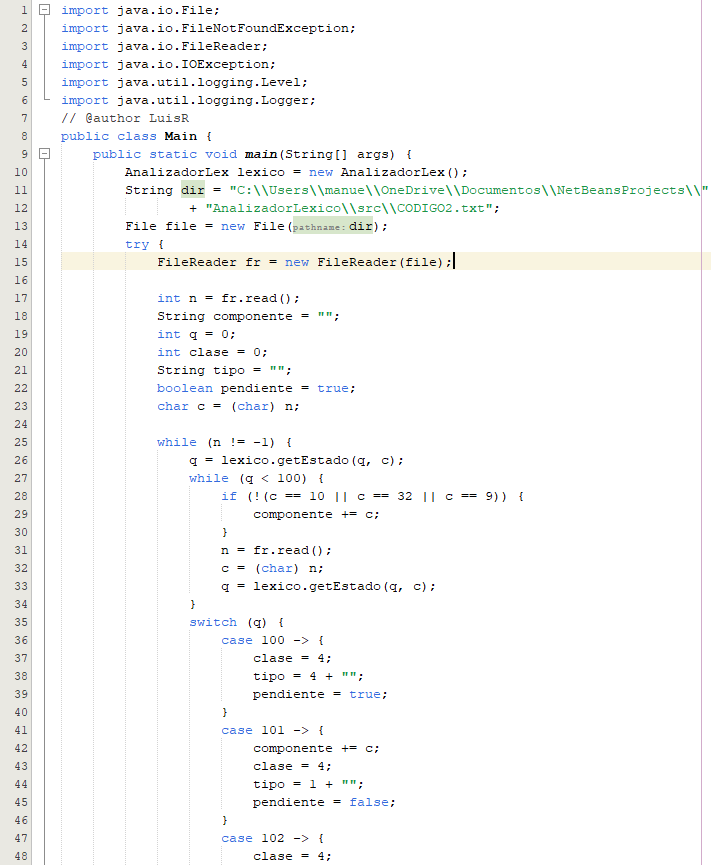 1 import java.io.File;
2 import java.io.FileNotFoundException;
3 import java.io.FileReader;
4 import java.io.IOException;
5 import java.util.logging.Level;
6 import java.util.logging.Logger;
7 // @author LuisR
8 public class Main {
9     public static void main(String[] args) {
10         AnalizadorLex lexico = new AnalizadorLex();
11         String dir = "C:\\Users\\manue\\OneDrive\\Documentos\\NetBeansProjects\\"
12                 + "AnalizadorLexico\\src\\CODIGO2.txt";
13         File file = new File(pathname: dir);
14         try {
15             FileReader fr = new FileReader(file);
16
17             int n = fr.read();
18             String componente = "";
19             int q = 0;
20             int clase = 0;
21             String tipo = "";
22             boolean pendiente = true;
23             char c = (char) n;
24
25             while (n != -1) {
26                 q = lexico.getEstado(q, c);
27                 while (q < 100) {
28                     if (!(c == 10 || c == 32 || c == 9)) {
29                         componente += c;
30                     }
31                     n = fr.read();
32                     c = (char) n;
33                     q = lexico.getEstado(q, c);
34                 }
35                 switch (q) {
36                     case 100 -> {
37                         clase = 4;
38                         tipo = 4 + "";
39                         pendiente = true;
40                     }
41                     case 101 -> {
42                         componente += c;
43                         clase = 4;
44                         tipo = 1 + "";
45                         pendiente = false;
46                     }
47                     case 102 -> {
48                         clase = 4;